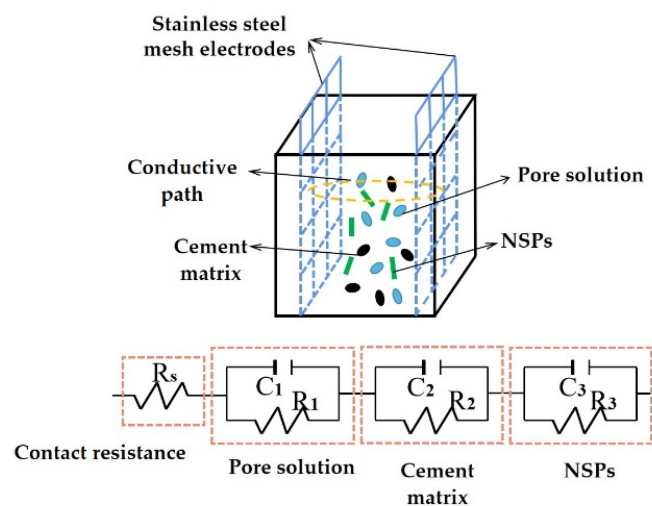 Stainless steel
mesh electrodes
Conductive
path
Pore solution
Cement
matrix
NSPs
Rs
C1
R1
C2
R2
C3
R3
Contact resistance
Pore solution
Cement
matrix
NSPs